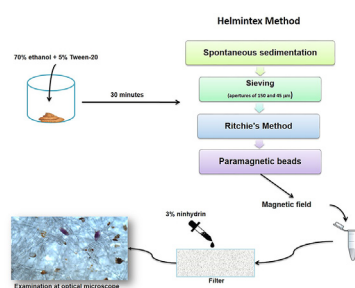 Helmintex Method
70% ethanol + 5% Tween-20
Spontaneous sedimentation
30 minutes
Sieving
(apertures of 150 and 45 µm)
Ritchie's Method
Paramagnetic beads
Magnetic field
3% ninhydrin
Filter
Examination at optical microscope